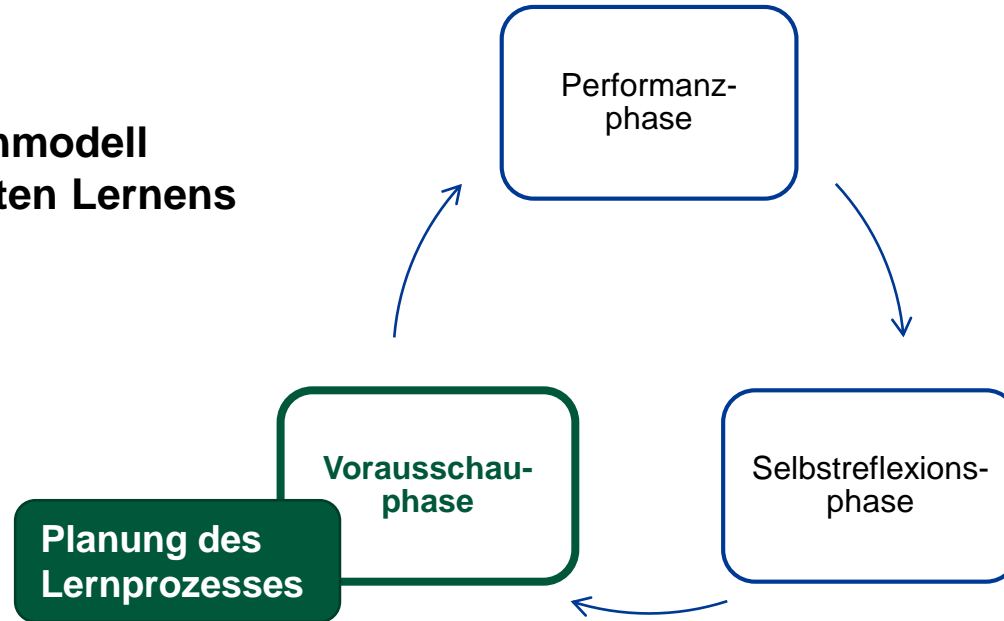 Performanz-
phase
nmodell
ten Lernens
Vorausschau-
phase
Selbstreflexions-
phase
Planung des
Lernprozesses